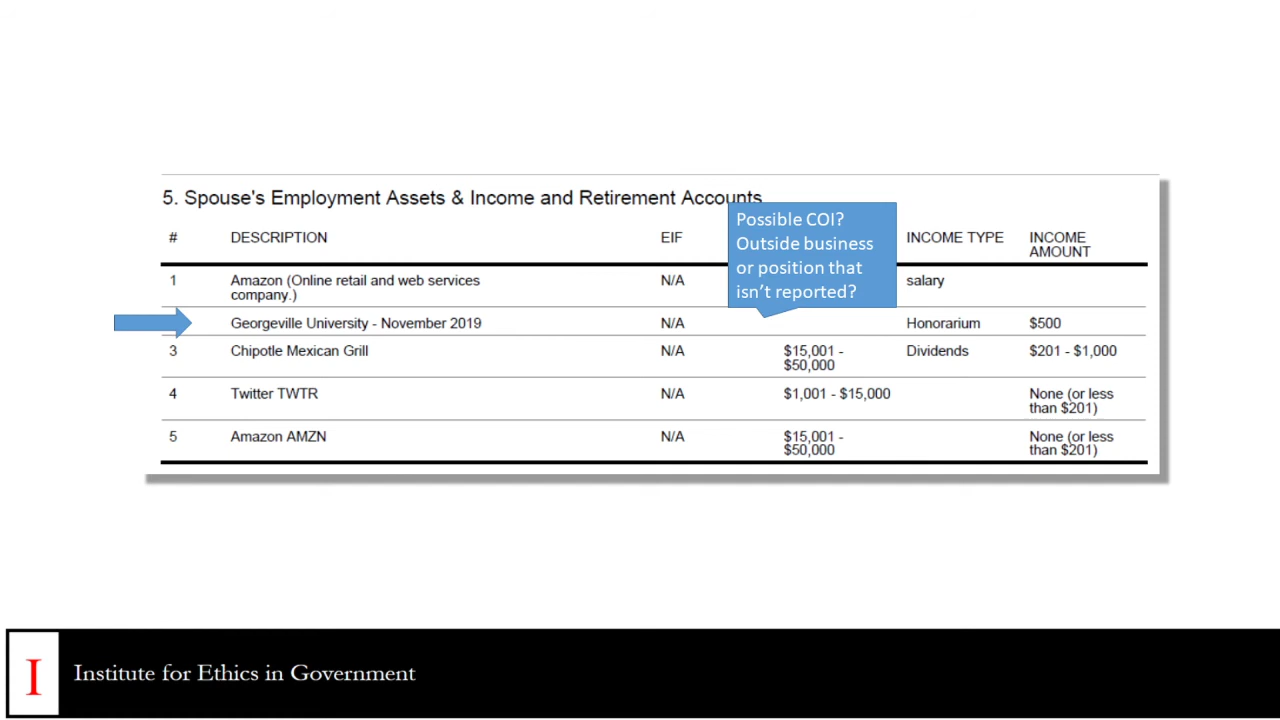 5. Spouse's Employment Assets & Income and Retirement Accounts
Possible COI?
Outside business
or position that
isn't reported?
# DESCRIPTION EIF INCOME TYPE INCOME AMOUNT
1 Amazon (Online retail and web services company.) N/A salary
Georgeville University - November 2019 N/A Honorarium $500
3 Chipotle Mexican Grill N/A $15,001 - $50,000 Dividends $201 - $1,000
4 Twitter TWTR N/A $1,001 - $15,000 None (or less than $201)
5 Amazon AMZN N/A $15,001 - $50,000 None (or less than $201)
I Institute for Ethics in Government